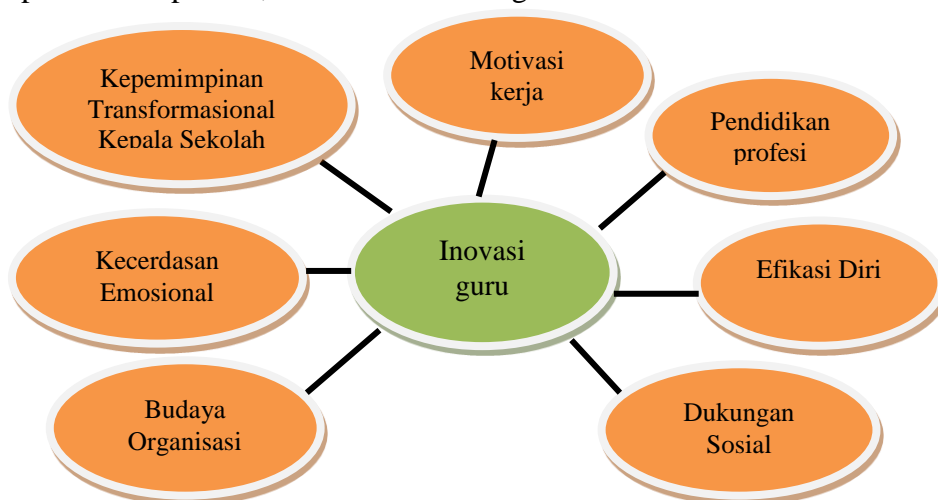 Kepemimpinan
Transformasional
Kepala Sekolah
Motivasi
kerja
Pendidikan
profesi
Kecerdasan
Emosional
Inovasi
guru
Efikasi Diri
Budaya
Organisasi
Dukungan
Sosial